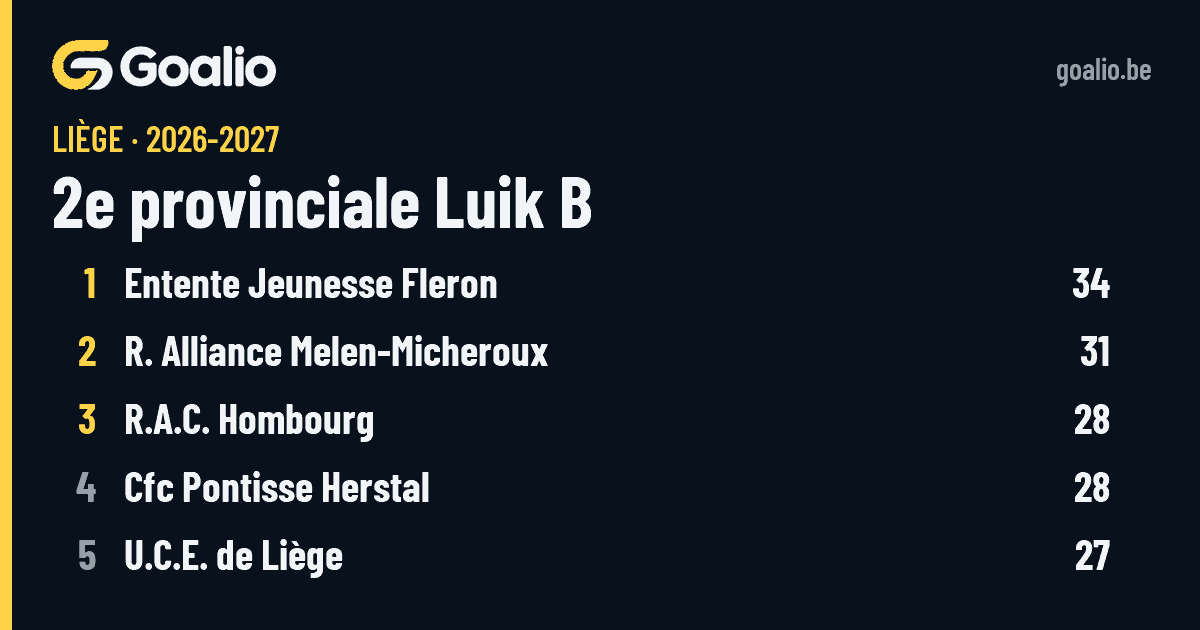 Goalio
goalio.be
LIÈGE · 2026-2027
2e provinciale Luik B
1 Entente Jeunesse Fleron 34
2 R. Alliance Melen-Micheroux 31
3 R.A.C. Hombourg 28
4 Cfc Pontisse Herstal 28
5 U.C.E. de Liège 27